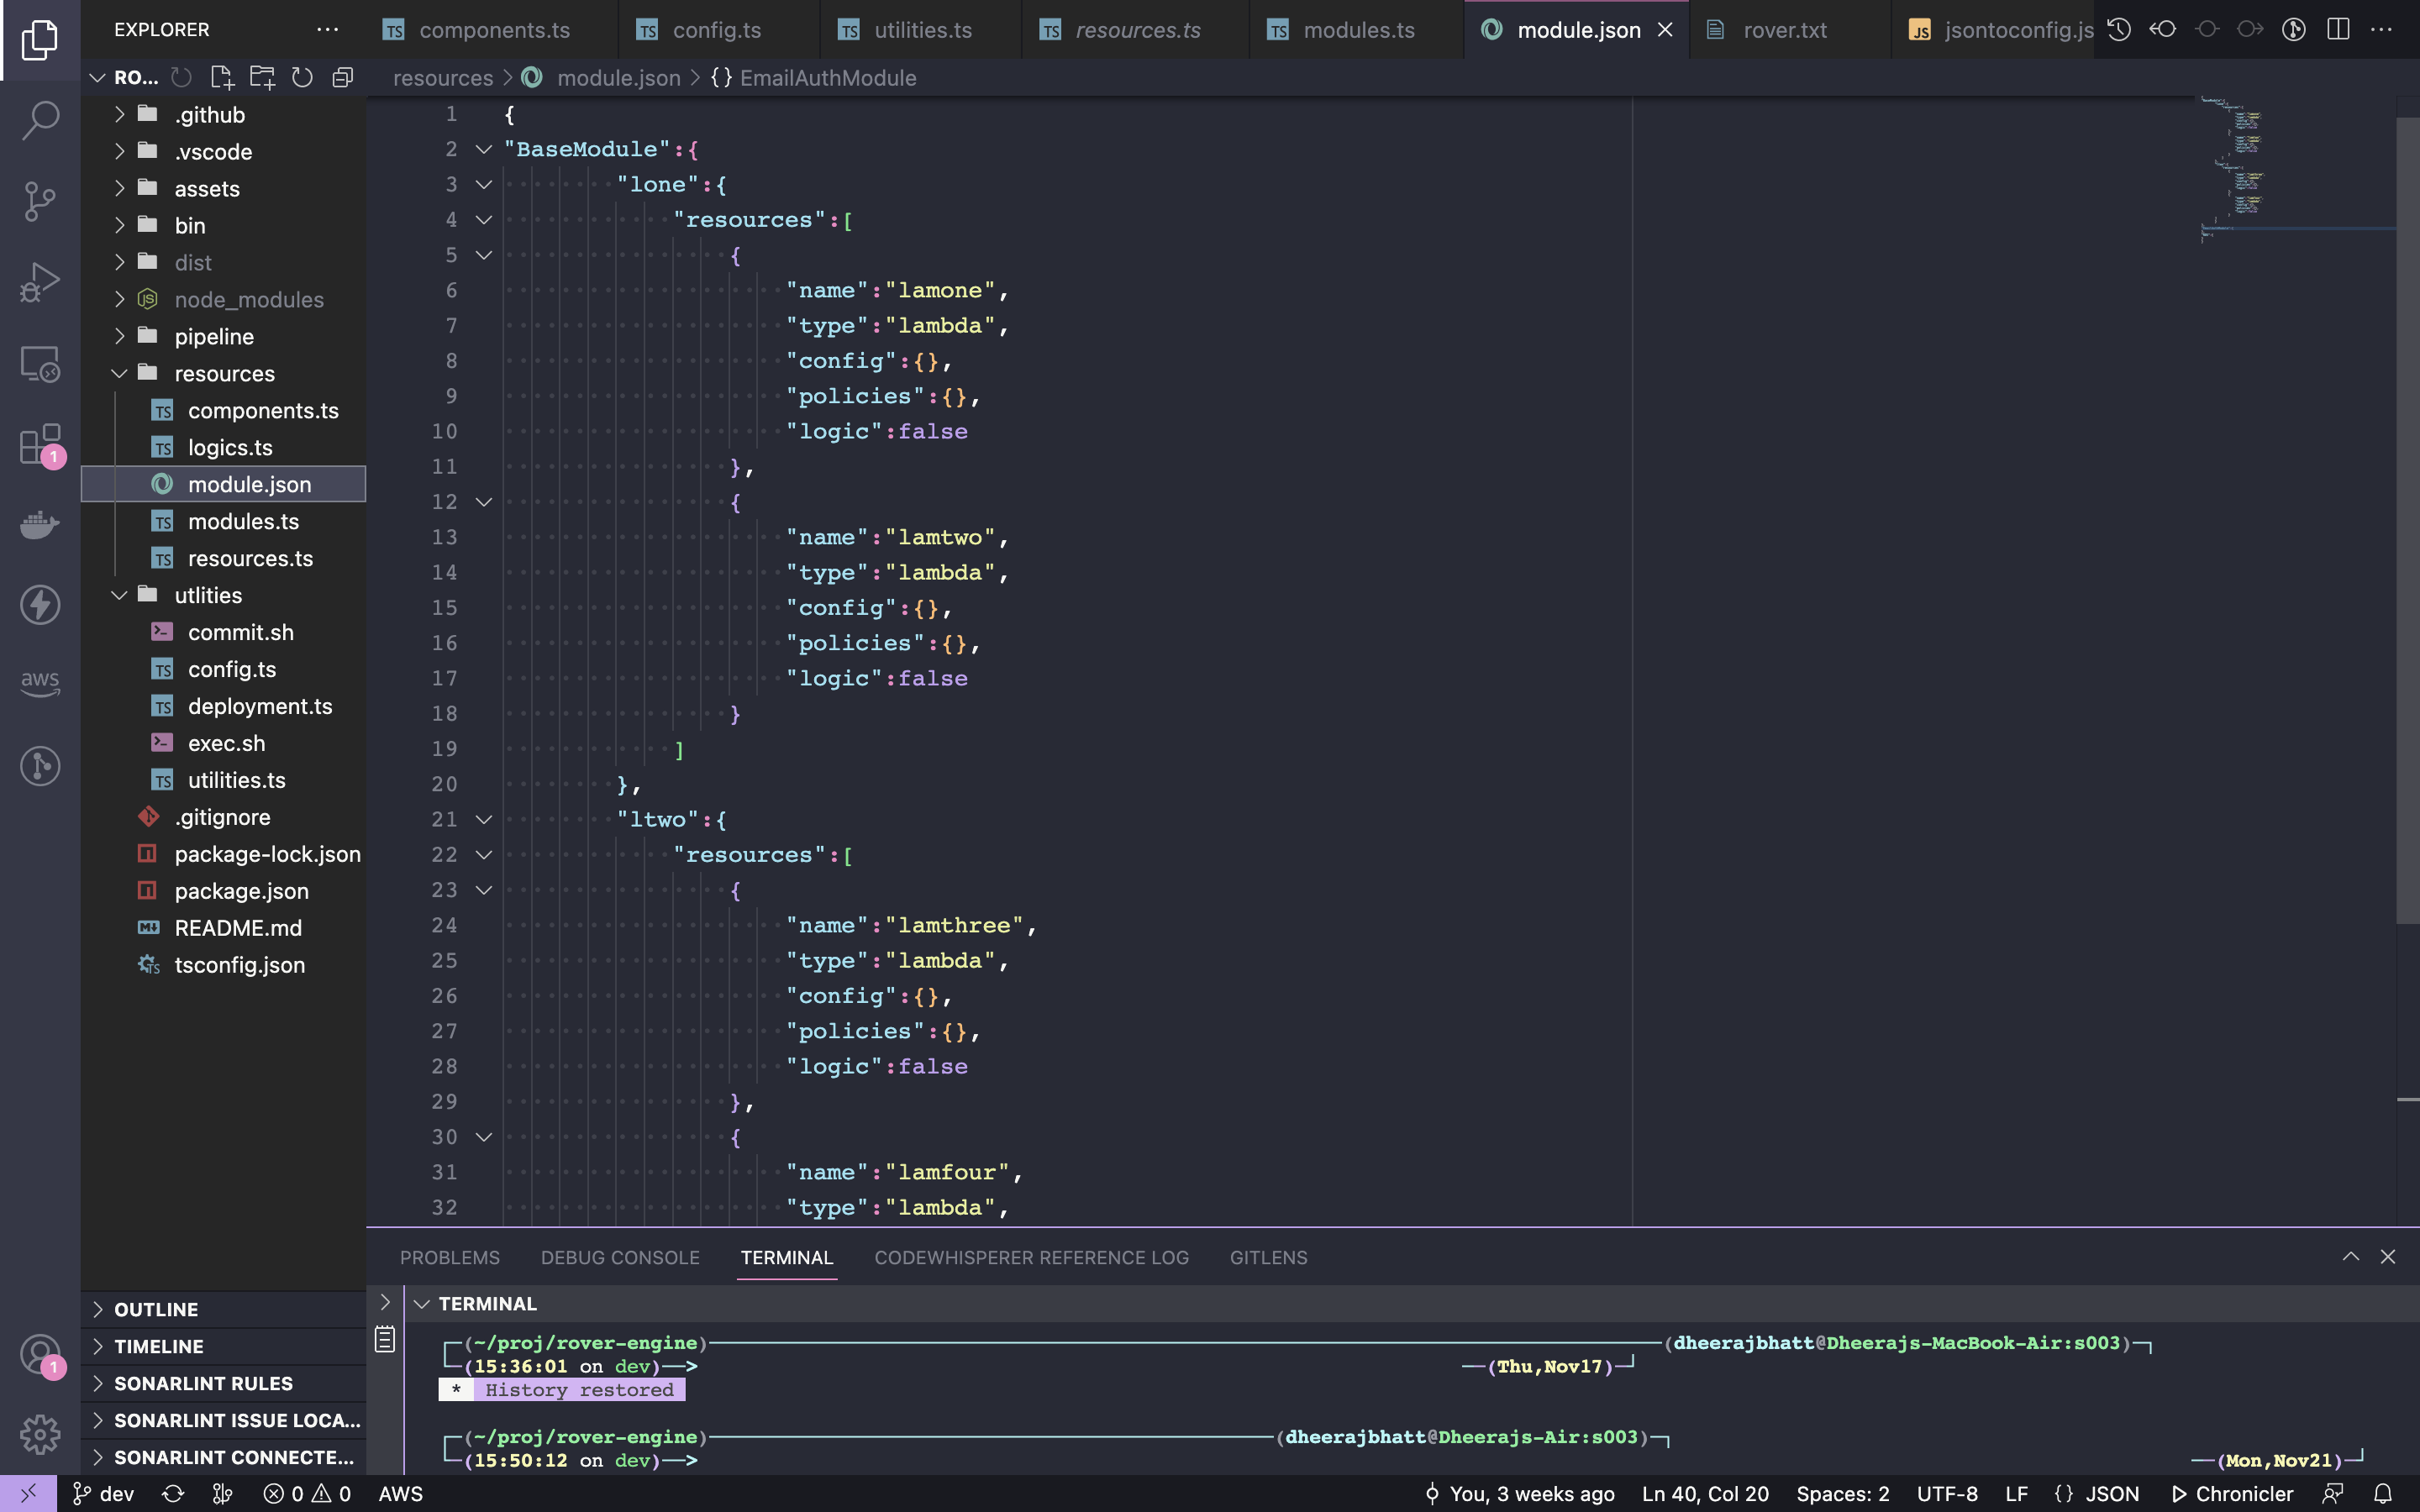 EXPLORER
components.ts
config.ts
utilities.ts
resources.ts
modules.ts
module.json
rover.txt
jsontoconfig.js
RO...
resources > module.json > {} EmailAuthModule
.github
.vscode
assets
bin
dist
node_modules
pipeline
resources
components.ts
logics.ts
module.json
modules.ts
resources.ts
utlities
commit.sh
config.ts
deployment.ts
exec.sh
utilities.ts
.gitignore
package-lock.json
package.json
README.md
tsconfig.json
OUTLINE
TIMELINE
SONARLINT RULES
SONARLINT ISSUE LOCA...
SONARLINT CONNECTE...
aws
1
1
1 {
2 "BaseModule":{
3 "lone":{
4 "resources":[
5 {
6 "name":"lamone",
7 "type":"lambda",
8 "config":{},
9 "policies":{},
10 "logic":false
11 },
12 {
13 "name":"lamtwo",
14 "type":"lambda",
15 "config":{},
16 "policies":{},
17 "logic":false
18 }
19 ]
20 },
21 "ltwo":{
22 "resources":[
23 {
24 "name":"lamthree",
25 "type":"lambda",
26 "config":{},
27 "policies":{},
28 "logic":false
29 },
30 {
31 "name":"lamfour",
32 "type":"lambda",
PROBLEMS DEBUG CONSOLE TERMINAL CODEWHISPERER REFERENCE LOG GITLENS
TERMINAL
(~/proj/rover-engine) (dheerajbhatt@Dheerajs-MacBook-Air:s003)
(15:36:01 on dev)—> (Thu,Nov17)
* History restored
(~/proj/rover-engine) (dheerajbhatt@Dheerajs-Air:s003)
(15:50:12 on dev)—> (Mon,Nov21)
dev 0 0 AWS You, 3 weeks ago Ln 40, Col 20 Spaces: 2 UTF-8 LF {} JSON Chronicler